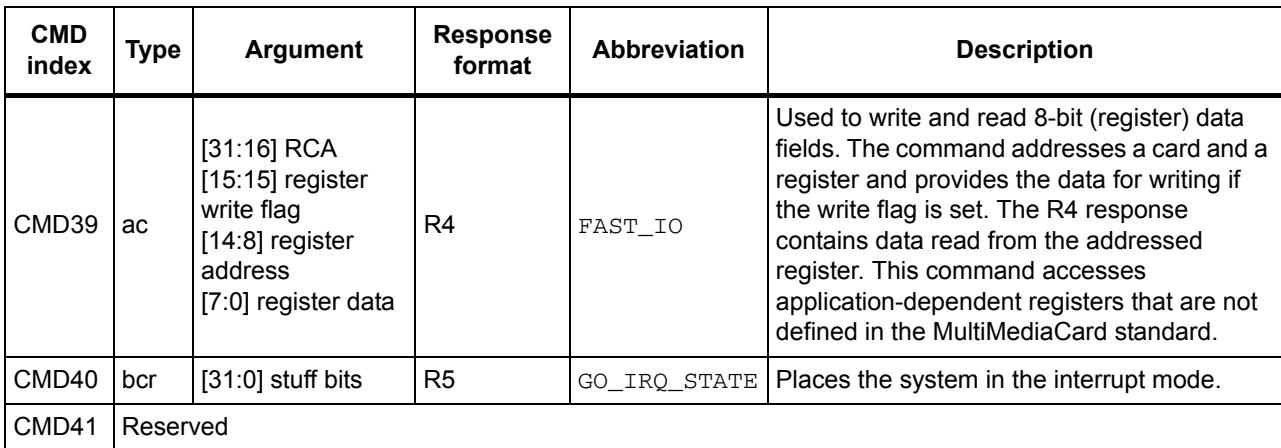 CMD index Type Argument Response format Abbreviation Description
CMD39 ac
[31:16] RCA
[15:15] register
write flag
[14:8] register
address
[7:0] register data
R4 FAST_IO
Used to write and read 8-bit (register) data
fields. The command addresses a card and a
register and provides the data for writing if
the write flag is set. The R4 response
contains data read from the addressed
register. This command accesses
application-dependent registers that are not
defined in the MultiMediaCard standard.
CMD40 bcr [31:0] stuff bits R5 GO_IRQ_STATE Places the system in the interrupt mode.
CMD41 Reserved